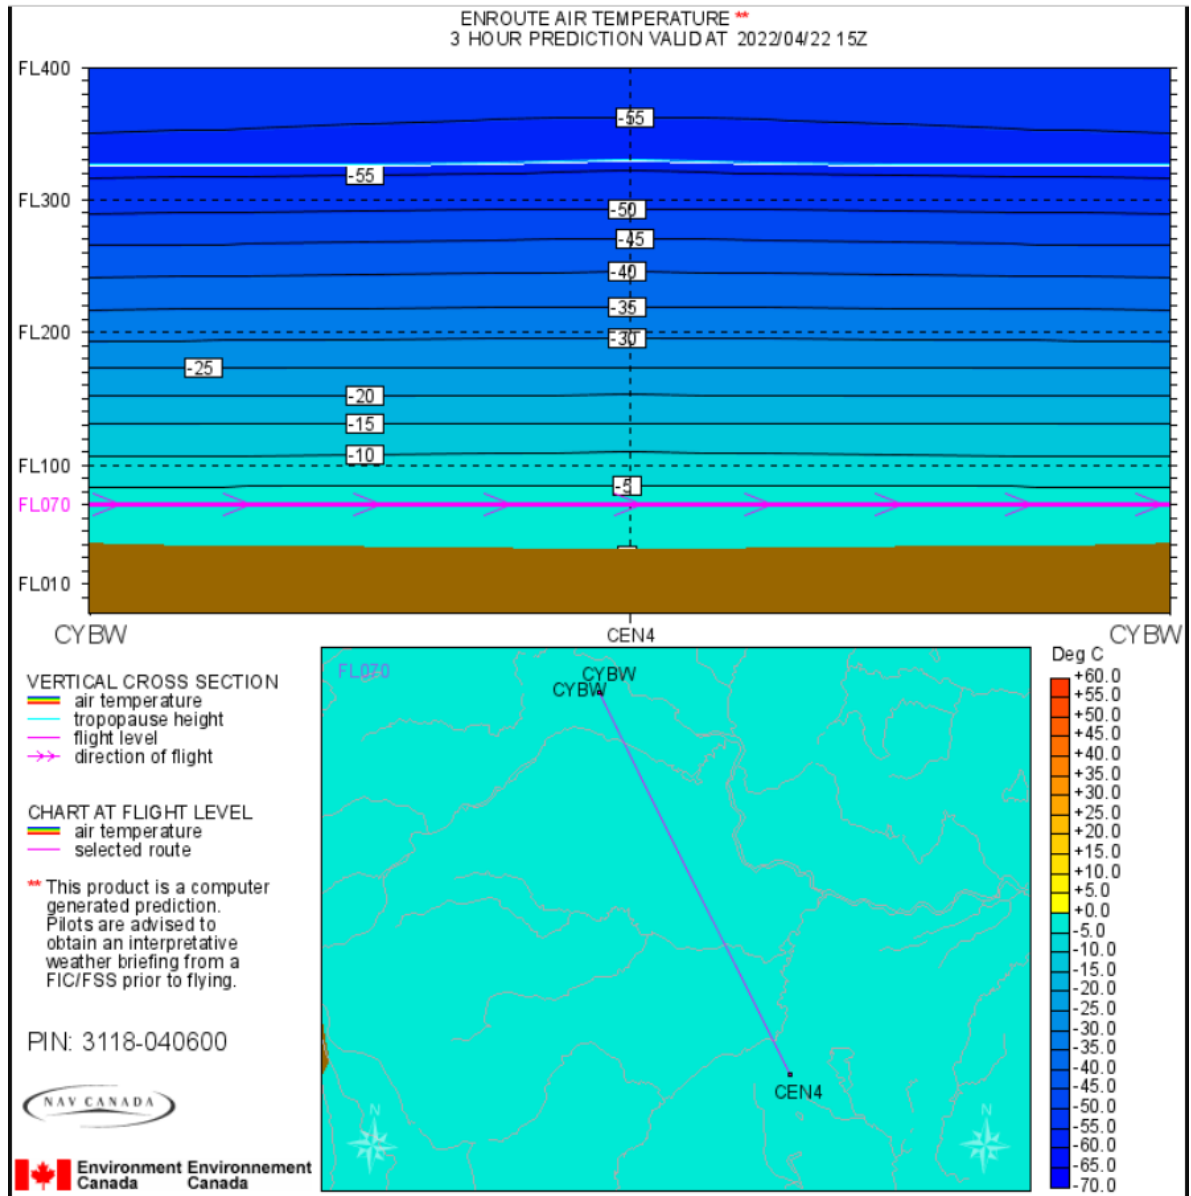 ENROUTE AIR TEMPERATURE **
3 HOUR PREDICTION VALID AT 2022/04/22 15Z
FL400
-55
-55
FL300
-50
-45
-40
-35
FL200
-30
-25
-20
-15
-10
FL100
-5
FL070
FL010
CYBW
CEN4
CYBW
VERTICAL CROSS SECTION
air temperature
tropopause height
flight level
direction of flight
CHART AT FLIGHT LEVEL
air temperature
selected route
** This product is a computer
generated prediction.
Pilots are advised to
obtain an interpretative
weather briefing from a
FIC/FSS prior to flying.
PIN: 3118-040600
NAV CANADA
Environment Environnement
Canada Canada
FL070
CYBW
CYBW
CEN4
N
N
Deg C
+60.0
+55.0
+50.0
+45.0
+40.0
+35.0
+30.0
+25.0
+20.0
+15.0
+10.0
+5.0
+0.0
-5.0
-10.0
-15.0
-20.0
-25.0
-30.0
-35.0
-40.0
-45.0
-50.0
-55.0
-60.0
-65.0
-70.0